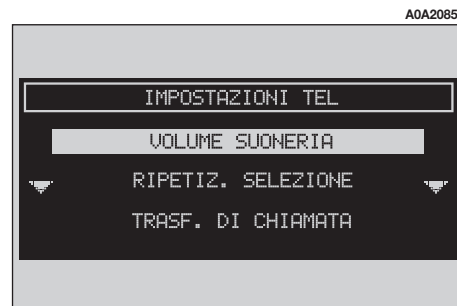 A0A2085
IMPOSTAZIONI TEL
VOLUME SUONERIA
RIPETIZ. SELEZIONE
TRASF. DI CHIAMATA